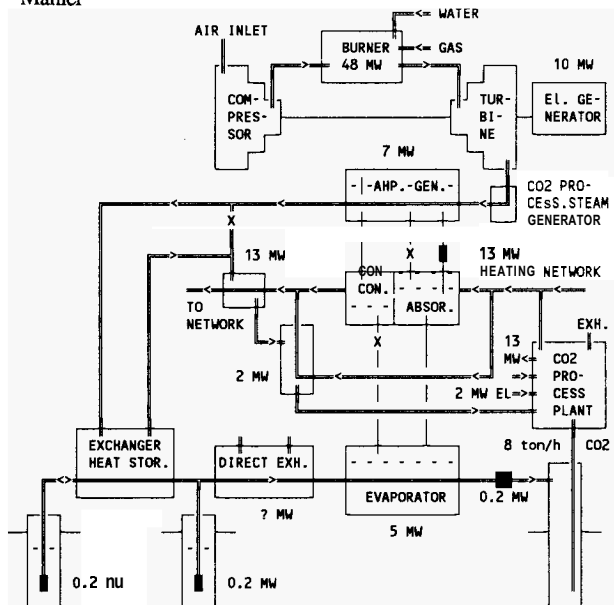 Mahler
WATER
AIR INLET
BURNER
48 MW
GAS
10 MW
COM-
PRES-
SOR
TUR-
BI-
NE
El. GE-
NERATOR
7 MW
--AHP.-GEN.-
CO2 PRO-
CEsS.STEAM
GENERATOR
X
X
13 MW
CON
CON.
ABSOR.
13 MW
HEATING NETWORK
TO
NETWORK
X
EXH.
13
MW
CO2
PRO-
CESS
PLANT
2 MW
2 MW EL
EXCHANGER
HEAT STOR.
DIRECT EXH.
EVAPORATOR
8 ton/h
CO2
0.2 MW
? MW
5 MW
0.2 nu
0.2 MW